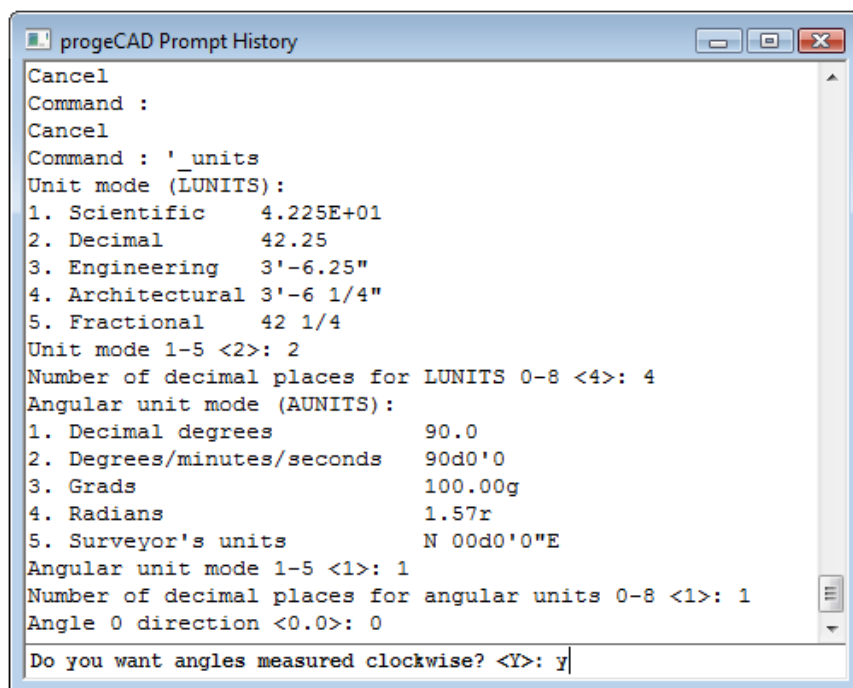 progeCAD Prompt History
Cancel
Command :
Cancel
Command : '_units
Unit mode (LUNITS):
1. Scientific    4.225E+01
2. Decimal       42.25
3. Engineering   3'-6.25"
4. Architectural 3'-6 1/4"
5. Fractional    42 1/4
Unit mode 1-5 <2>: 2
Number of decimal places for LUNITS 0-8 <4>: 4
Angular unit mode (AUNITS):
1. Decimal degrees           90.0
2. Degrees/minutes/seconds   90d0'0
3. Grads                     100.00g
4. Radians                   1.57r
5. Surveyor's units          N 00d0'0"E
Angular unit mode 1-5 <1>: 1
Number of decimal places for angular units 0-8 <1>: 1
Angle 0 direction <0.0>: 0
Do you want angles measured clockwise? <Y>: y